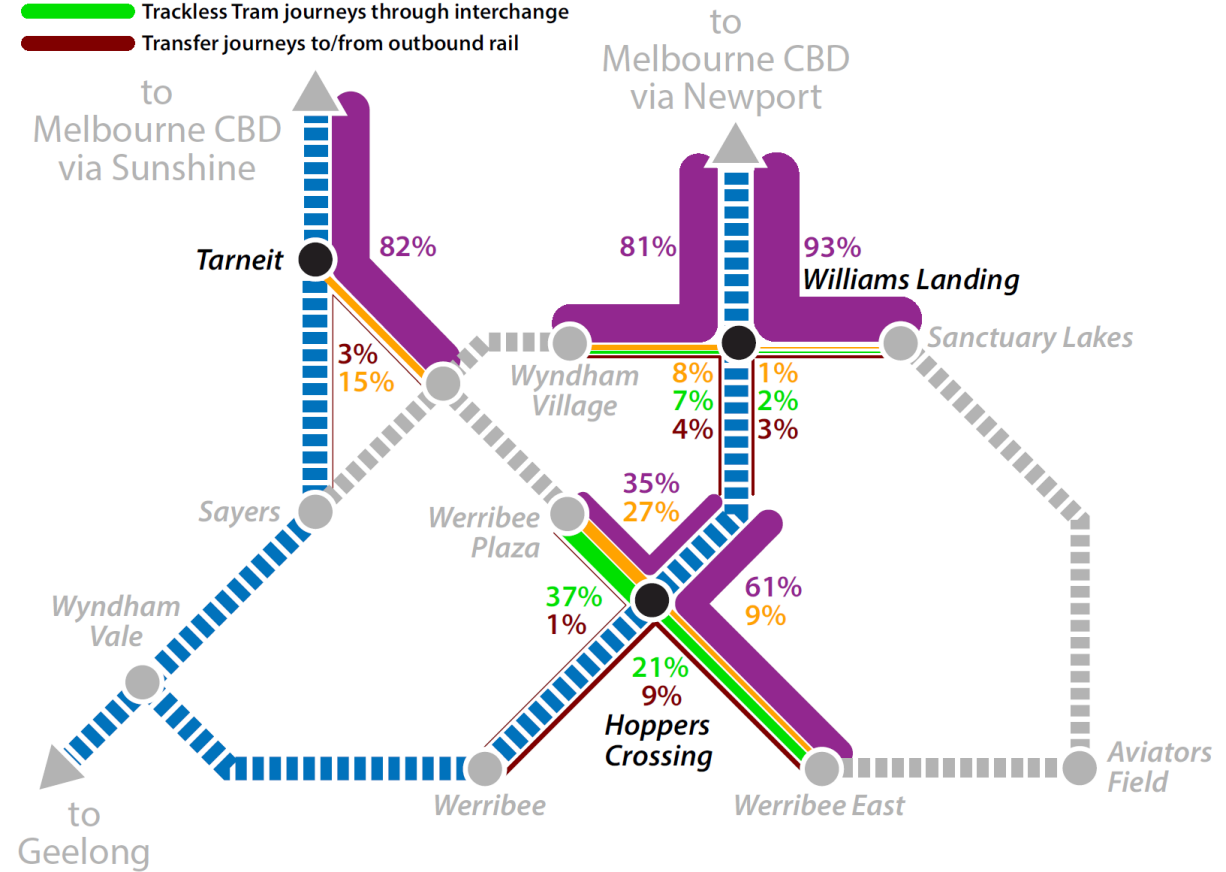 Trackless Tram journeys through interchange
Transfer journeys to/from outbound rail
to
Melbourne CBD
via Sunshine
to
Melbourne CBD
via Newport
Tarneit
82%
81%
93%
Williams Landing
Sanctuary Lakes
3%
15%
Wyndham
Village
8%
7%
4%
1%
2%
3%
Sayers
Werribee
Plaza
35%
27%
37%
1%
61%
9%
21%
9%
Hoppers
Crossing
Wyndham
Vale
Werribee
Werribee East
Aviators
Field
to
Geelong